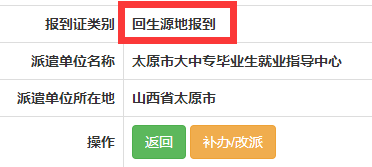 报到证类别 回生源地报到
派遣单位名称 太原市大中专毕业生就业指导中心
派遣单位所在地 山西省太原市
操作 返回 补办/改派